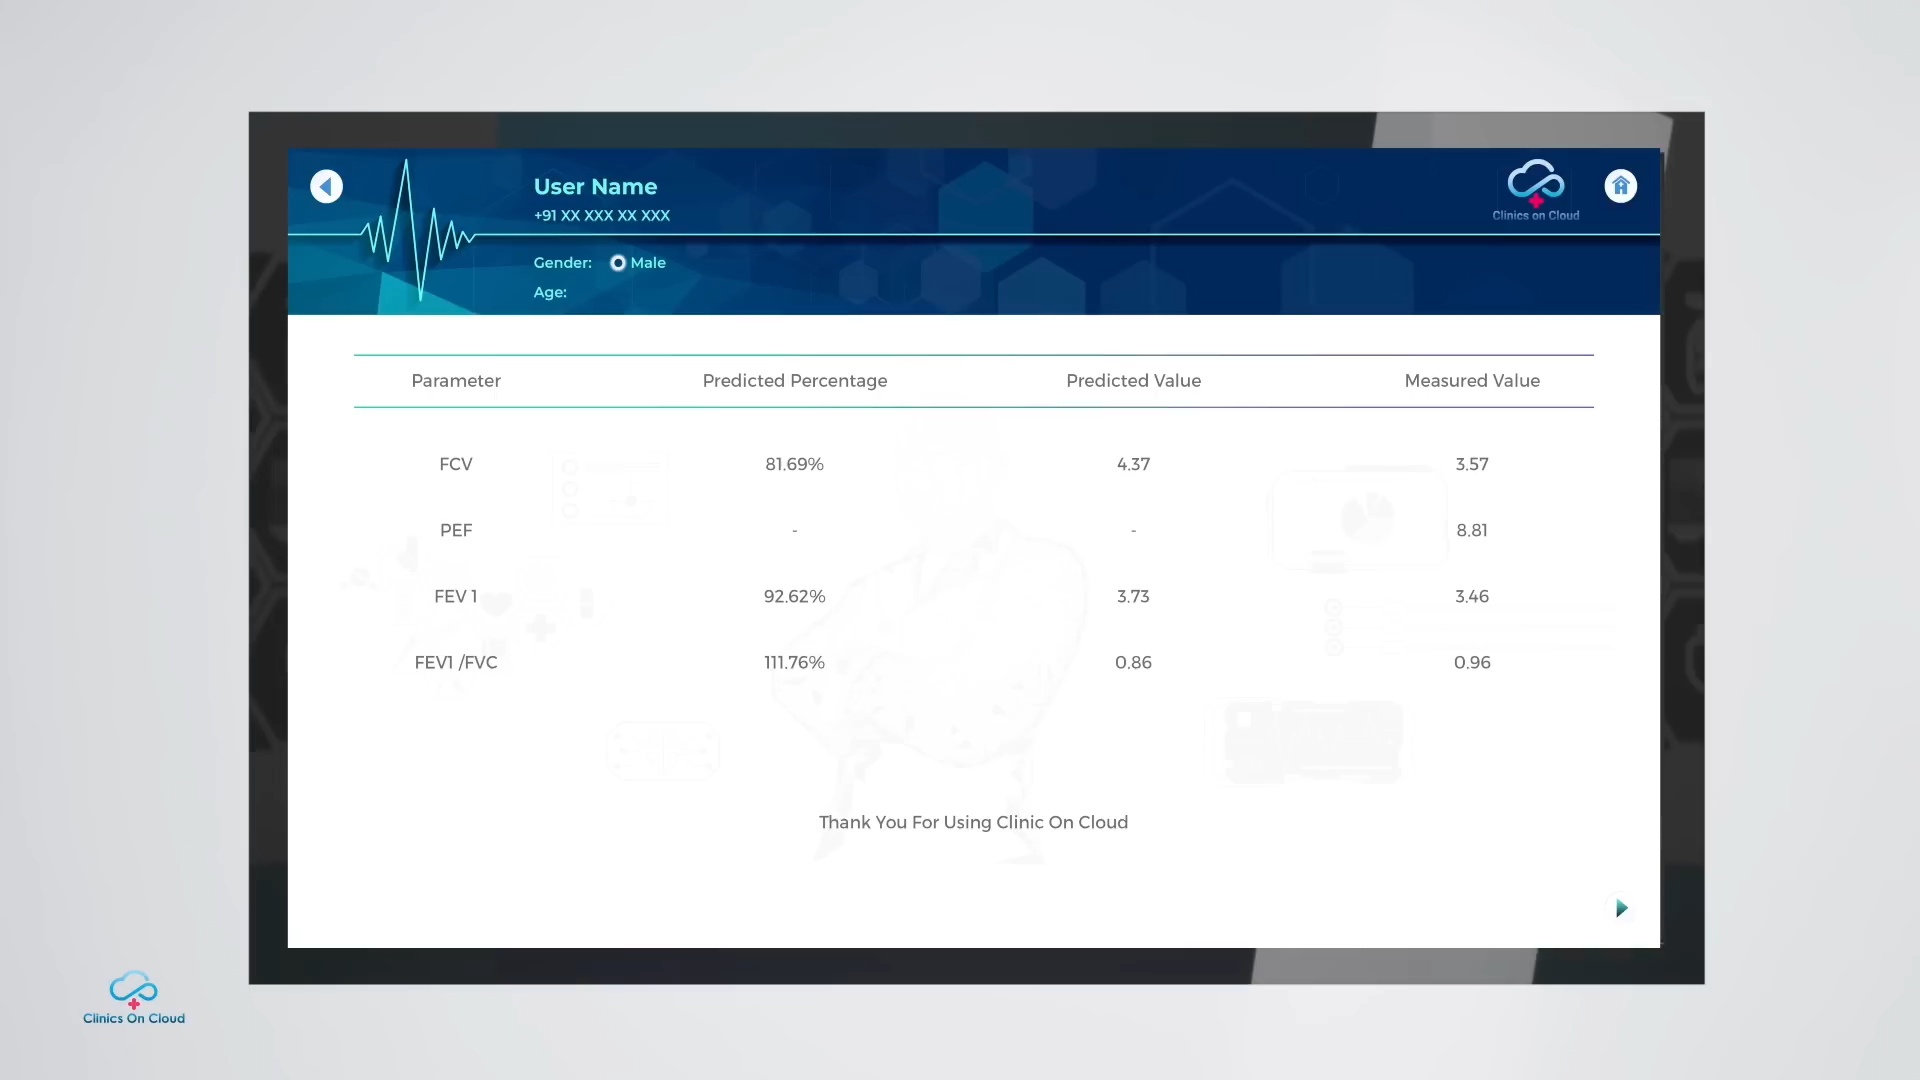 User Name
+91 XX XXX XX XXX
Clinics on Cloud
Gender: Male
Age:
Parameter Predicted Percentage Predicted Value Measured Value
FCV 81.69% 4.37 3.57
PEF - - 8.81
FEV 1 92.62% 3.73 3.46
FEV1 /FVC 111.76% 0.86 0.96
Thank You For Using Clinic On Cloud
Clinics On Cloud